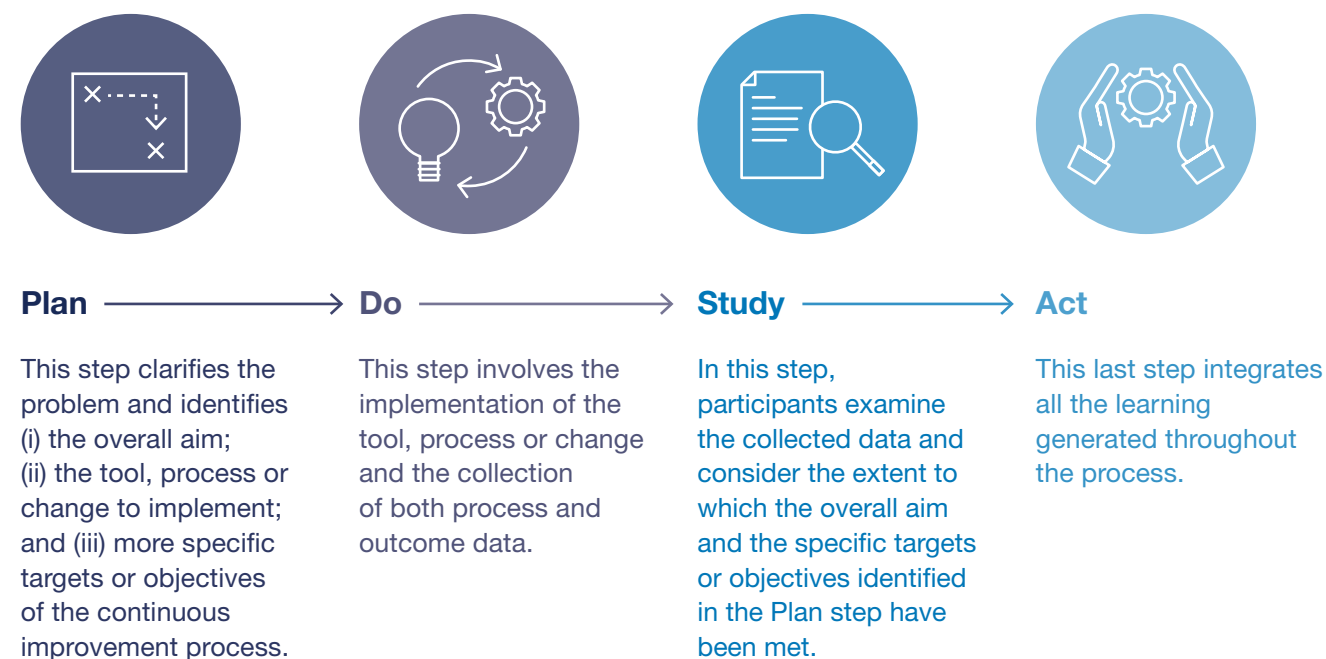 Plan
This step clarifies the
problem and identifies
(i) the overall aim;
(ii) the tool, process or
change to implement;
and (iii) more specific
targets or objectives
of the continuous
improvement process.
Do
This step involves the
implementation of the
tool, process or change
and the collection
of both process and
outcome data.
Study
In this step,
participants examine
the collected data and
consider the extent to
which the overall aim
and the specific targets
or objectives identified
in the Plan step have
been met.
Act
This last step integrates
all the learning
generated throughout
the process.